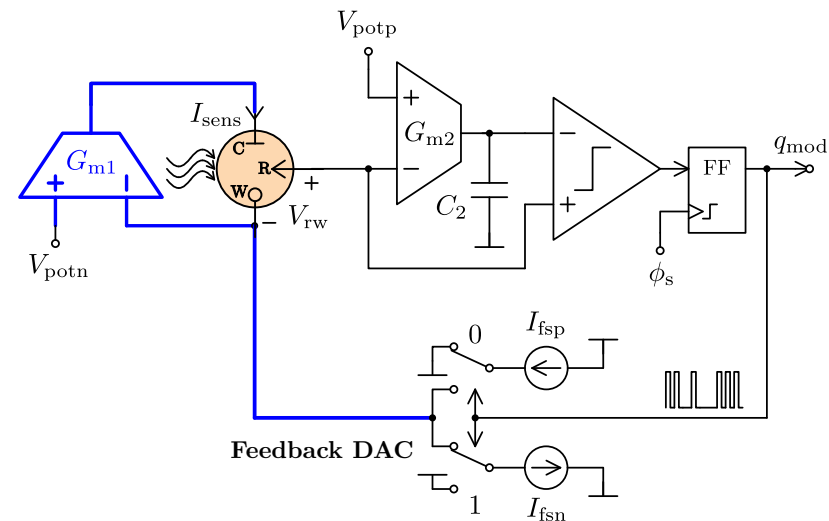 V_potp
I_sens
G_m1
C
R
W
+
−
+
−
V_rw
V_potn
+
−
G_m2
C_2
−
+
FF
q_mod
ϕ_s
0
I_fsp
Feedback DAC
1
I_fsn